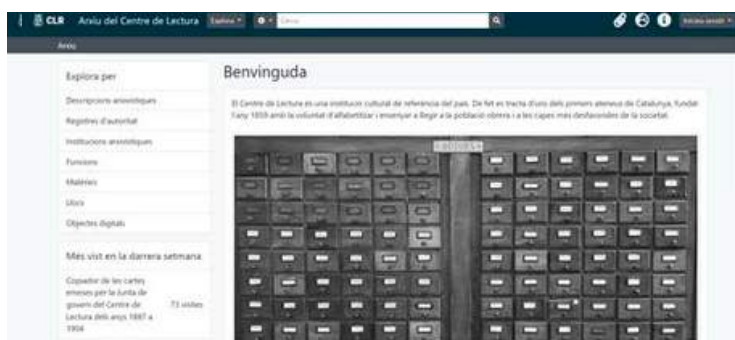 CLR Arxiu del Centre de Lectura Explora Cerca
Arxiu
Explora per
Descripcions arxivístiques
Registres d'autoritat
Institucions arxivístiques
Funcions
Matèries
Llocs
Objectes digitals
Més vist en la darrera setmana
Copiador de les cartes
emeses per la Junta de
govern del Centre de
Lectura dels anys 1887 a
1904
73 visites
Benvinguda
El Centre de Lectura és una institució cultural de referència del país. De fet es tracta d'uns dels primers ateneus de Catalunya, fundat
l'any 1859 amb la voluntat d'alfabetitzar i ensenyar a llegir a la població obrera i a les capes més desfavorides de la societat.